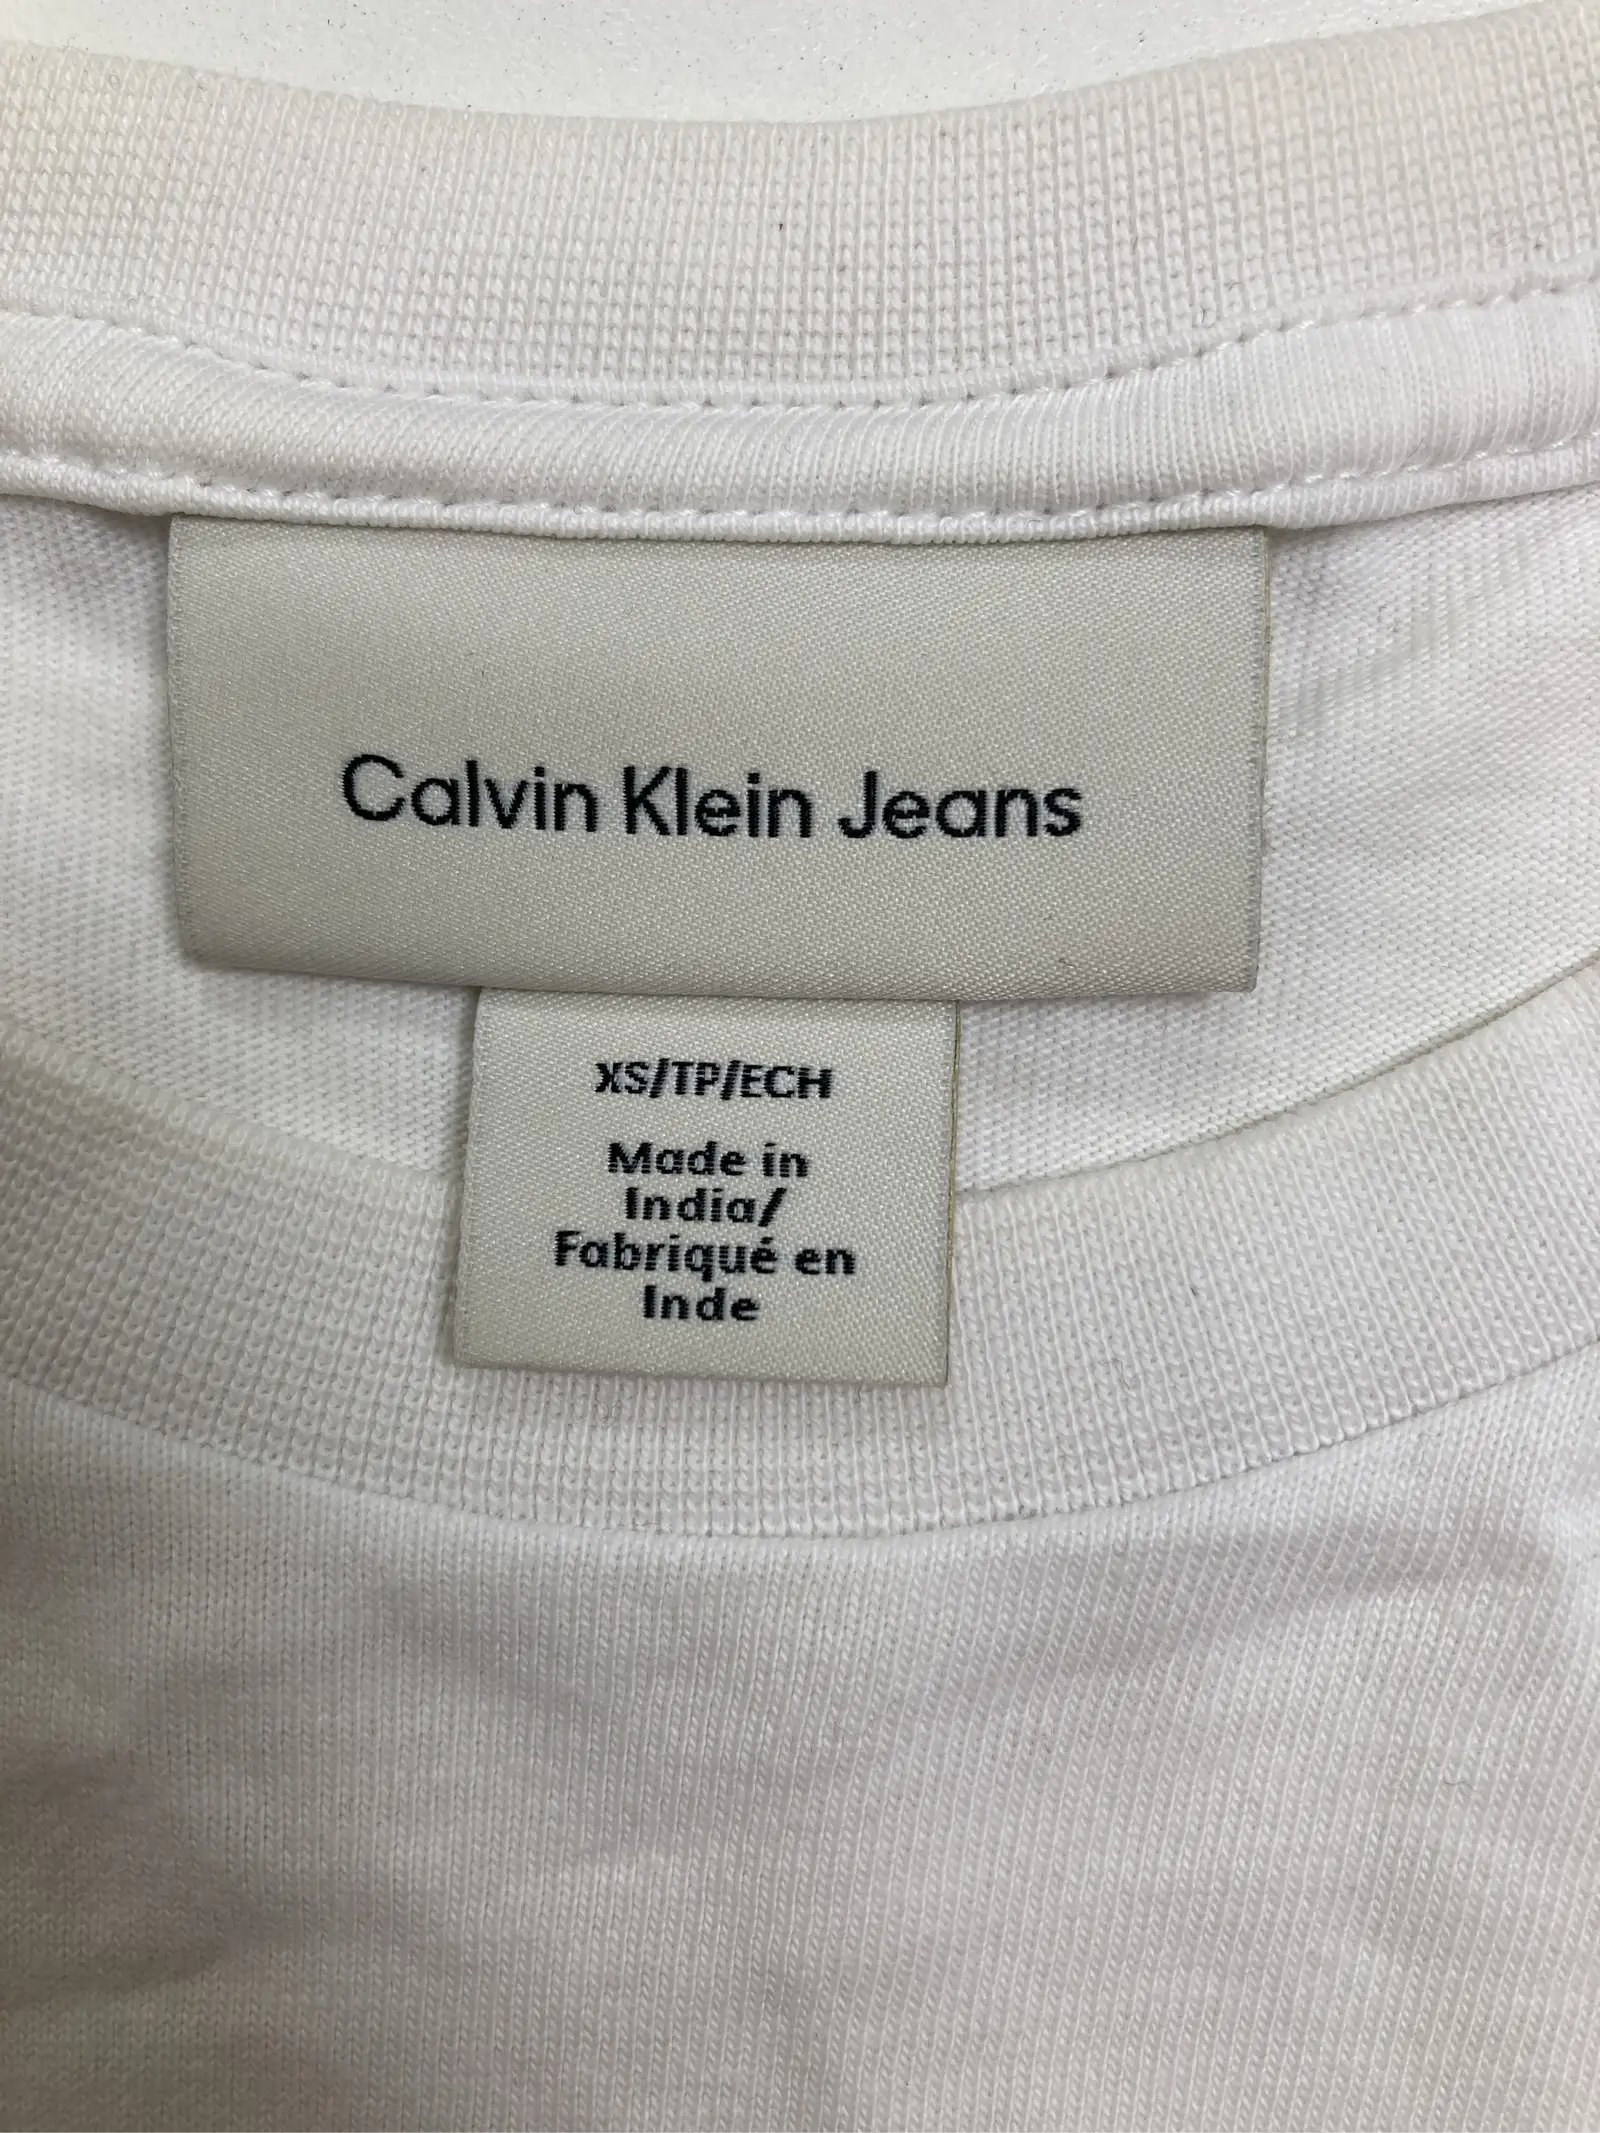 Calvin Klein Jeans
XS/TP/ECH
Made in
India/
Fabriqué en
Inde